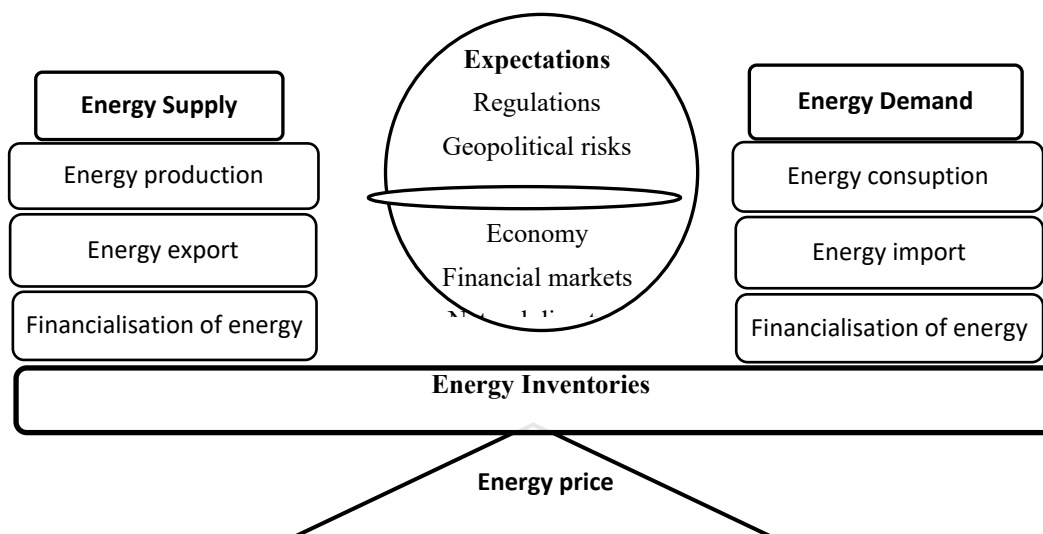 Energy Supply
Energy production
Energy export
Financialisation of energy
Expectations
Regulations
Geopolitical risks
Economy
Financial markets
Energy Demand
Energy consuption
Energy import
Financialisation of energy
Energy Inventories
Energy price